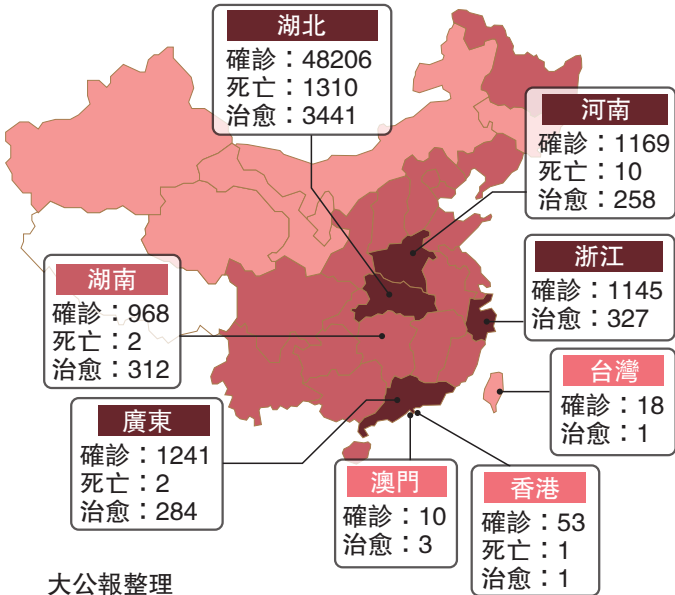 湖北
確診：48206
死亡：1310
治愈：3441
河南
確診：1169
死亡：10
治愈：258
浙江
確診：1145
治愈：327
湖南
確診：968
死亡：2
治愈：312
台灣
確診：18
治愈：1
廣東
確診：1241
死亡：2
治愈：284
澳門
確診：10
治愈：3
香港
確診：53
死亡：1
治愈：1
大公報整理